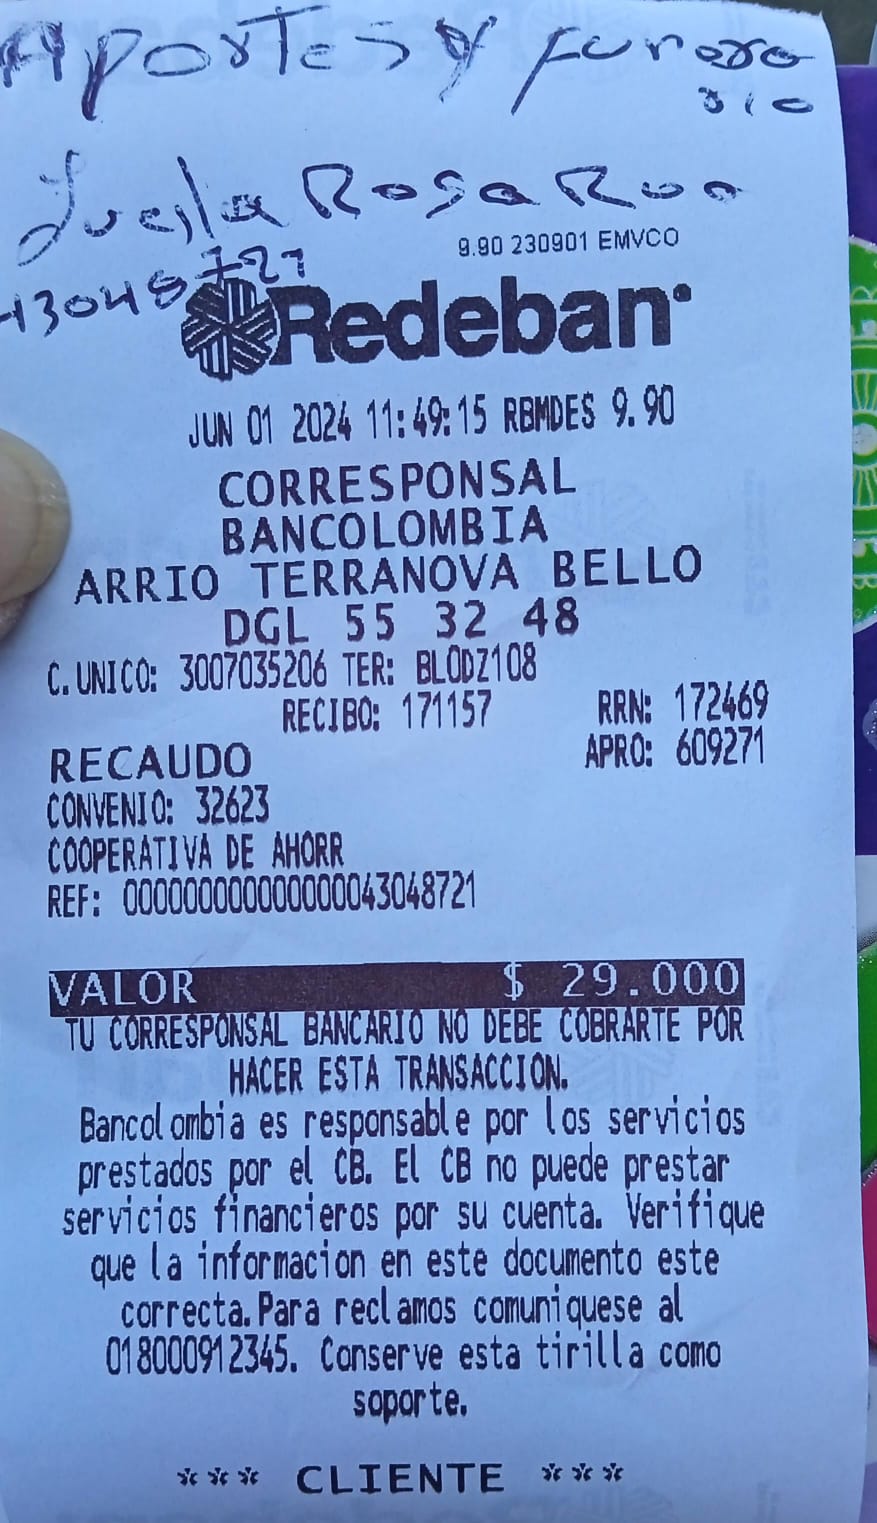 Aportes y funera
rio
Luella Rosa Rua
9.90 230901 EMVCO
43048721
Redeban
JUN 01 2024 11:49:15 RBMDES 9.90
CORRESPONSAL
BANCOLOMBIA
ARRIO TERRANOVA BELLO
DGL 55 32 48
C.UNICO: 3007035206 TER: BLODZ108
RECIBO: 171157 RRN: 172469
RECAUDO APRO: 609271
CONVENIO: 32623
COOPERATIVA DE AHORR
REF: 00000000000000043048721
VALOR $ 29.000
TU CORRESPONSAL BANCARIO NO DEBE COBRARTE POR
HACER ESTA TRANSACCION.
Bancolombia es responsable por los servicios
prestados por el CB. El CB no puede prestar
servicios financieros por su cuenta. Verifique
que la informacion en este documento este
correcta.Para reclamos comuniquese al
018000912345. Conserve esta tirilla como
soporte.
*** CLIENTE ***